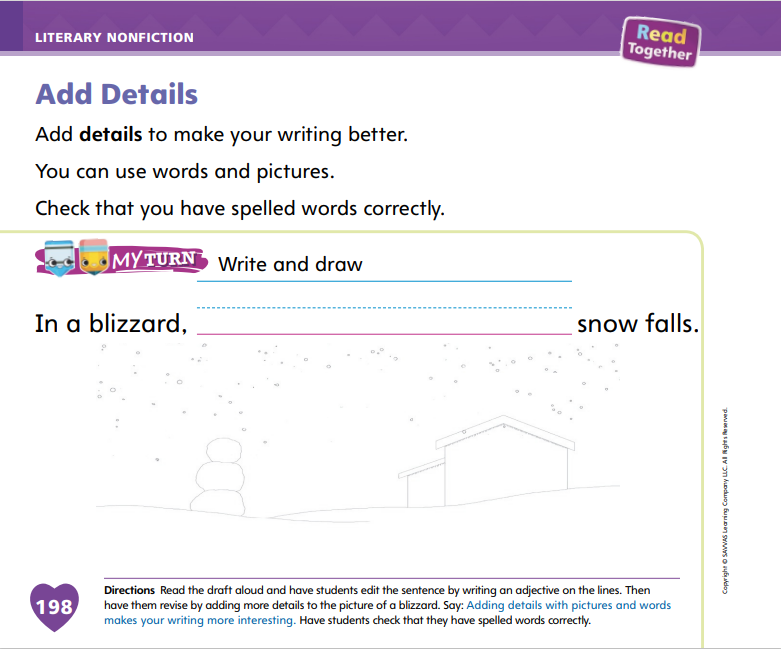 LITERARY NONFICTION
Read
Together
Add Details
Add details to make your writing better.
You can use words and pictures.
Check that you have spelled words correctly.
MY TURN Write and draw
In a blizzard, snow falls.
Copyright © SAVVAS Learning Company LLC. All Rights Reserved.
198
Directions Read the draft aloud and have students edit the sentence by writing an adjective on the lines. Then
have them revise by adding more details to the picture of a blizzard. Say: Adding details with pictures and words
makes your writing more interesting. Have students check that they have spelled words correctly.